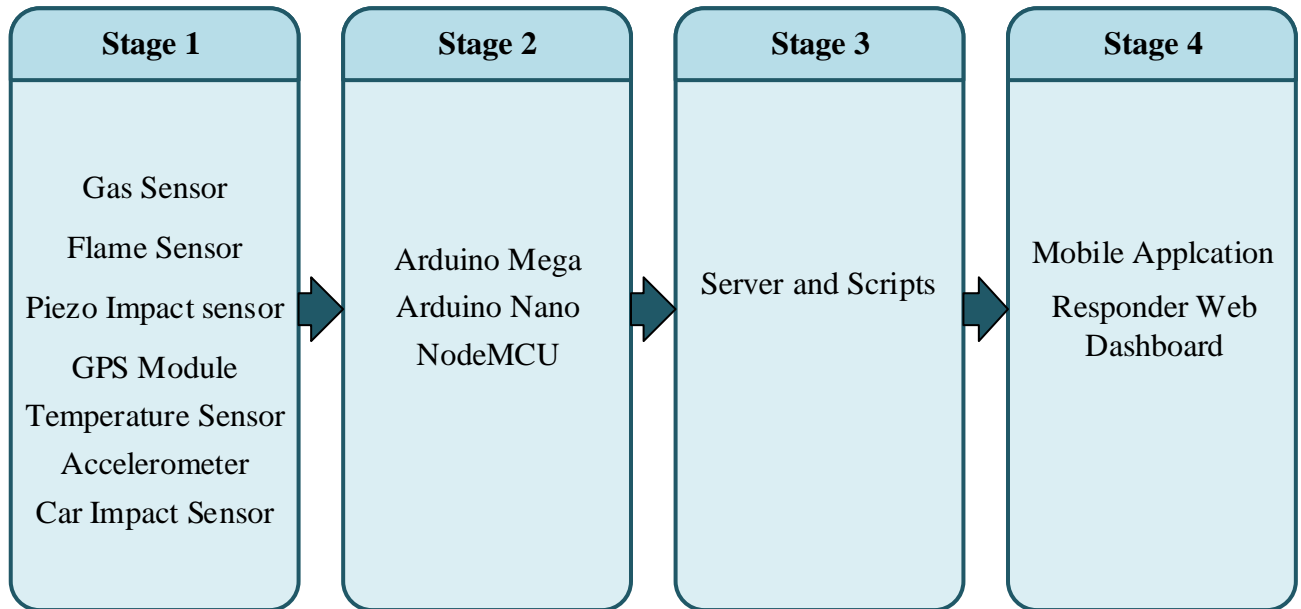 Stage 1
Gas Sensor
Flame Sensor
Piezo Impact sensor
GPS Module
Temperature Sensor
Accelerometer
Car Impact Sensor
Stage 2
Arduino Mega
Arduino Nano
NodeMCU
Stage 3
Server and Scripts
Stage 4
Mobile Applcation
Responder Web
Dashboard